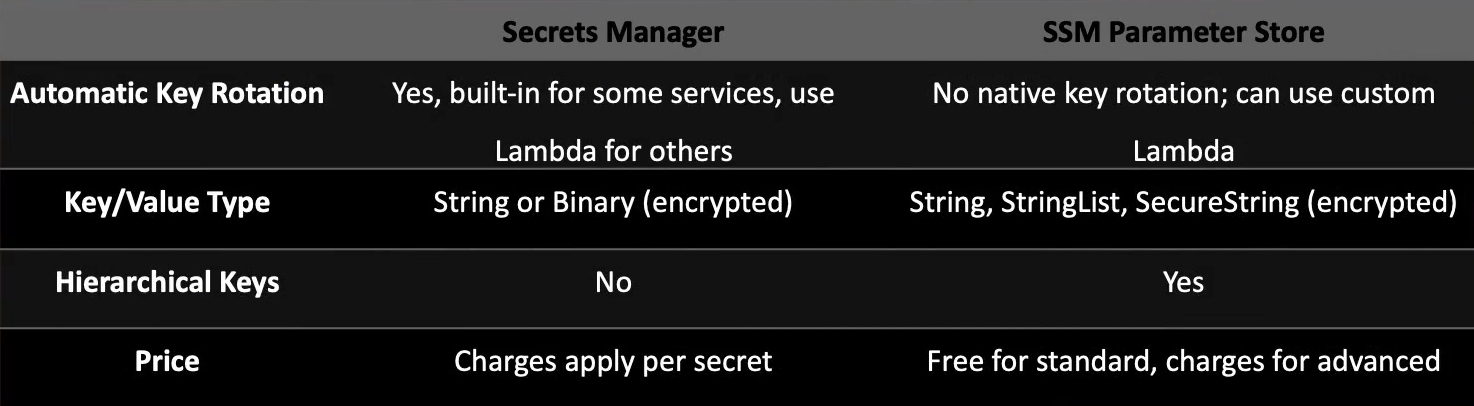 Secrets Manager SSM Parameter Store
Automatic Key Rotation Yes, built-in for some services, use No native key rotation; can use custom
Lambda for others Lambda
Key/Value Type String or Binary (encrypted) String, StringList, SecureString (encrypted)
Hierarchical Keys No Yes
Price Charges apply per secret Free for standard, charges for advanced